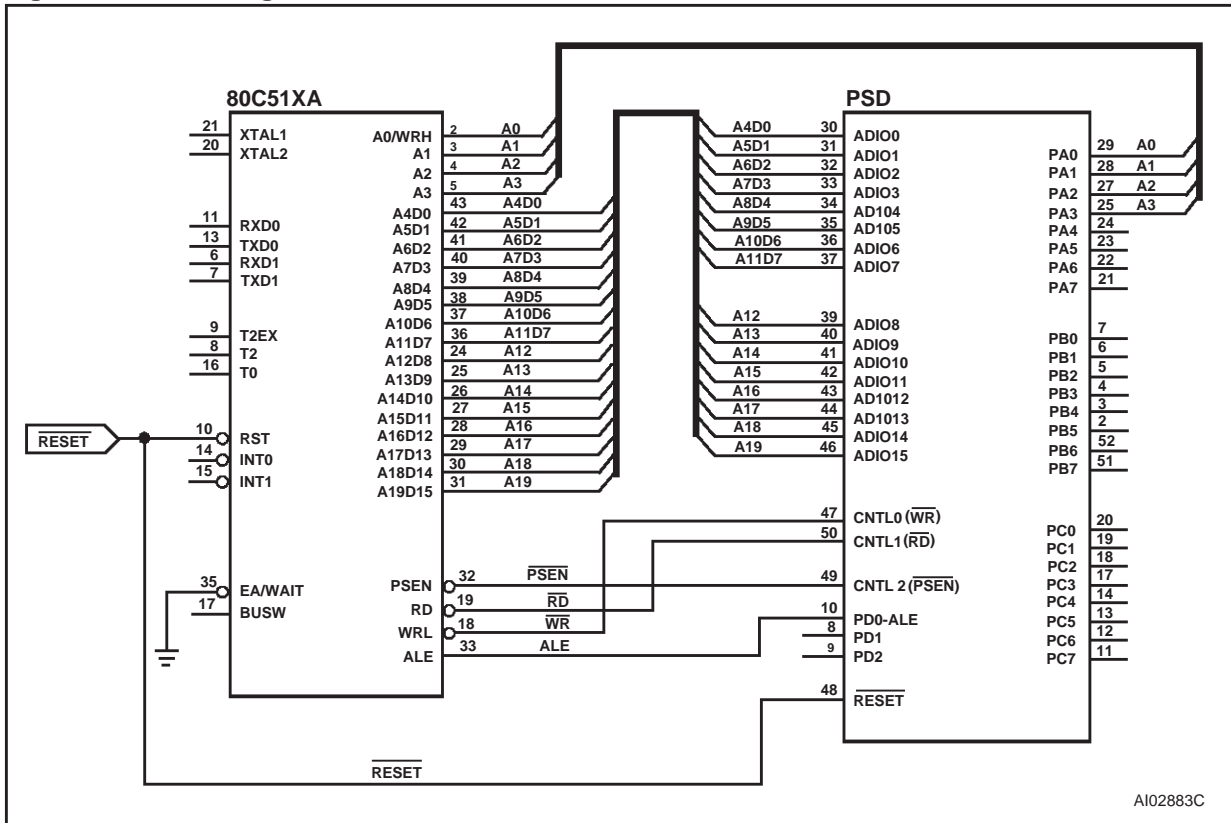 80C51XA
PSD
21 XTAL1
20 XTAL2
11 RXD0
13 TXD0
6 RXD1
7 TXD1
9 T2EX
8 T2
16 T0
RESET
10 RST
14 INT0
15 INT1
35 EA/WAIT
17 BUSW
A0/WRH 2 A0
A1 3 A1
A2 4 A2
A3 5 A3
A4D0 43 A4D0
A5D1 42 A5D1
A6D2 41 A6D2
A7D3 40 A7D3
A8D4 39 A8D4
A9D5 38 A9D5
A10D6 37 A10D6
A11D7 36 A11D7
A12D8 24 A12
A13D9 25 A13
A14D10 26 A14
A15D11 27 A15
A16D12 28 A16
A17D13 29 A17
A18D14 30 A18
A19D15 31 A19
PSEN 32 PSEN
RD 19 RD
WRL 18 WR
ALE 33 ALE
A4D0 30 ADIO0
A5D1 31 ADIO1
A6D2 32 ADIO2
A7D3 33 ADIO3
A8D4 34 AD104
A9D5 35 AD105
A10D6 36 ADIO6
A11D7 37 ADIO7
A12 39 ADIO8
A13 40 ADIO9
A14 41 ADIO10
A15 42 ADIO11
A16 43 AD1012
A17 44 AD1013
A18 45 ADIO14
A19 46 ADIO15
47 CNTL0 (WR)
50 CNTL1 (RD)
49 CNTL 2 (PSEN)
10 PD0-ALE
8 PD1
9 PD2
48 RESET
PA0 29 A0
PA1 28 A1
PA2 27 A2
PA3 25 A3
PA4 24
PA5 23
PA6 22
PA7 21
PB0 7
PB1 6
PB2 5
PB3 4
PB4 3
PB5 2
PB6 52
PB7 51
PC0 20
PC1 19
PC2 18
PC3 17
PC4 14
PC5 13
PC6 12
PC7 11
RESET
AI02883C